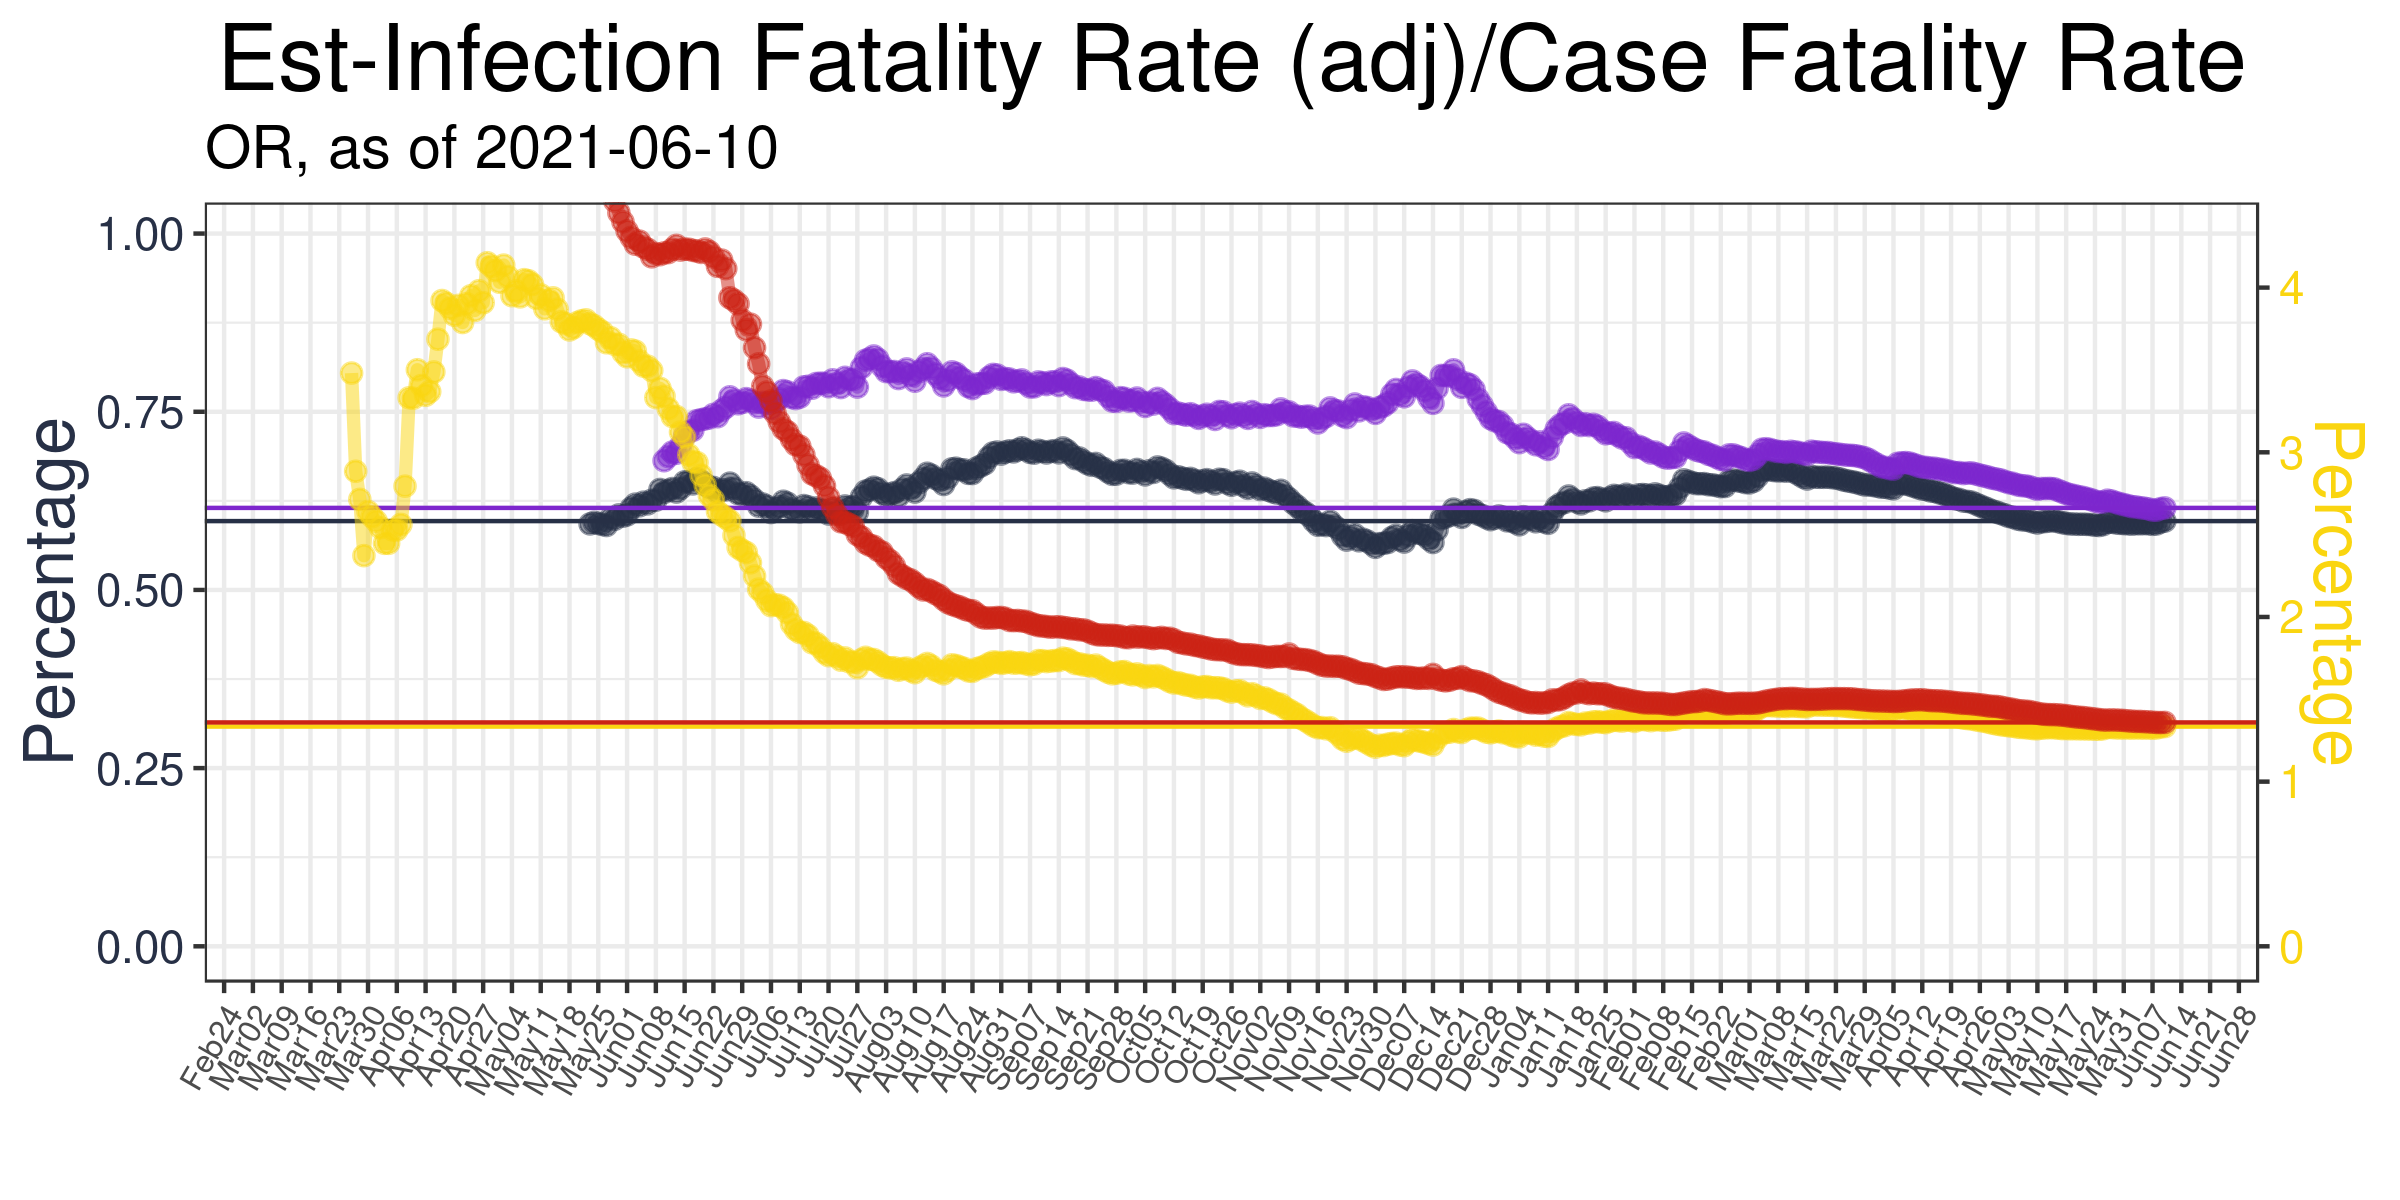 Est-Infection Fatality Rate (adj)/Case Fatality Rate
OR, as of 2021-06-10
Percentage
1.00
0.75
0.50
0.25
0.00
4
3
2
1
0
Percentage
Feb24
Mar02
Mar09
Mar16
Mar23
Mar30
Apr06
Apr13
Apr20
Apr27
May04
May11
May18
May25
Jun01
Jun08
Jun15
Jun22
Jun29
Jul06
Jul13
Jul20
Jul27
Aug03
Aug10
Aug17
Aug24
Aug31
Sep07
Sep14
Sep21
Sep28
Oct05
Oct12
Oct19
Oct26
Nov02
Nov09
Nov16
Nov23
Nov30
Dec07
Dec14
Dec21
Dec28
Jan04
Jan11
Jan18
Jan25
Feb01
Feb08
Feb15
Feb22
Mar01
Mar08
Mar15
Mar22
Mar29
Apr05
Apr12
Apr19
Apr26
May03
May10
May17
May24
May31
Jun07
Jun14
Jun21
Jun28